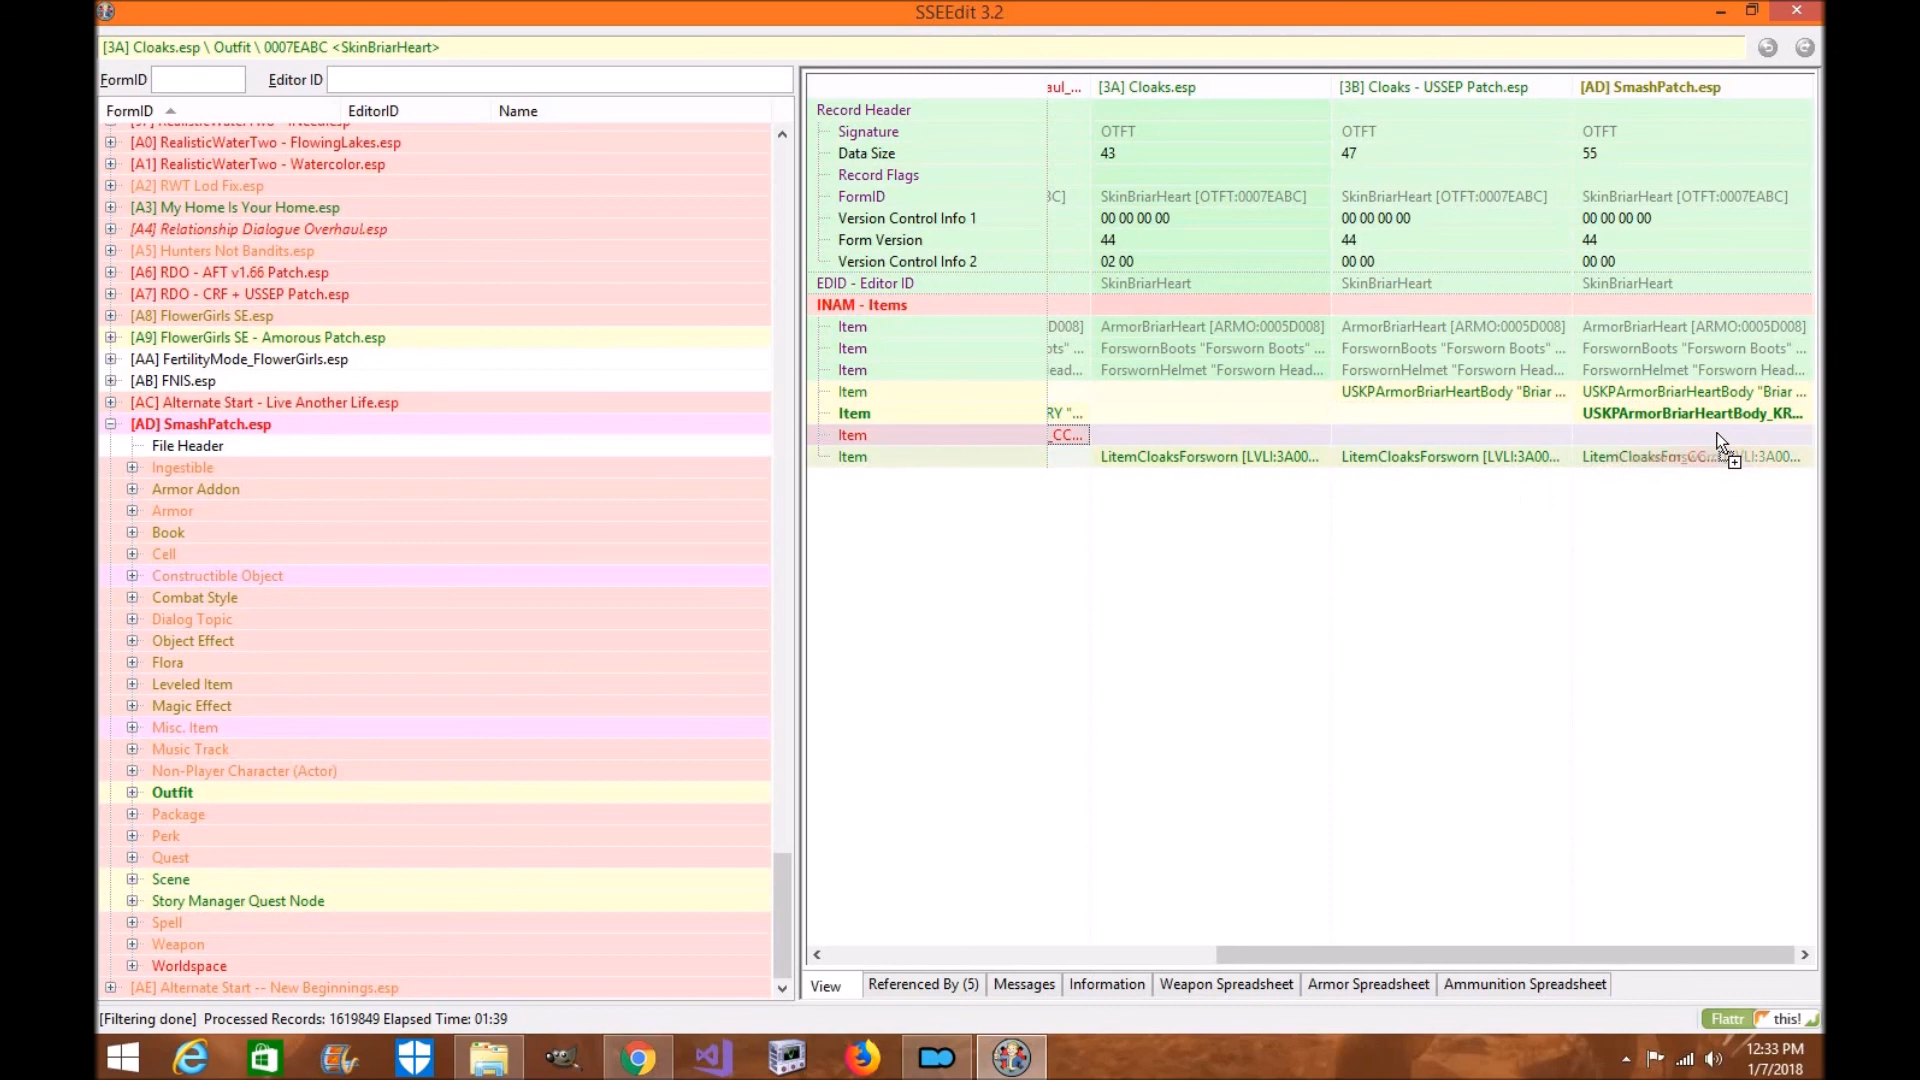 SSEEdit 3.2
[3A] Cloaks.esp \ Outfit \ 0007EABC <SkinBriarHeart>
FormID
Editor ID
FormID EditorID Name
[A0] RealisticWaterTwo - FlowingLakes.esp
[A1] RealisticWaterTwo - Watercolor.esp
[A2] RWT Lod Fix.esp
[A3] My Home Is Your Home.esp
[A4] Relationship Dialogue Overhaul.esp
[A5] Hunters Not Bandits.esp
[A6] RDO - AFT v1.66 Patch.esp
[A7] RDO - CRF + USSEP Patch.esp
[A8] FlowerGirls SE.esp
[A9] FlowerGirls SE - Amorous Patch.esp
[AA] FertilityMode_FlowerGirls.esp
[AB] FNIS.esp
[AC] Alternate Start - Live Another Life.esp
[AD] SmashPatch.esp
File Header
Ingestible
Armor Addon
Armor
Book
Cell
Constructible Object
Combat Style
Dialog Topic
Object Effect
Flora
Leveled Item
Magic Effect
Misc. Item
Music Track
Non-Player Character (Actor)
Outfit
Package
Perk
Quest
Scene
Story Manager Quest Node
Spell
Weapon
Worldspace
[AE] Alternate Start -- New Beginnings.esp
aul_... [3A] Cloaks.esp [3B] Cloaks - USSEP Patch.esp [AD] SmashPatch.esp
Record Header
Signature OTFT OTFT OTFT
Data Size 43 47 55
Record Flags
FormID BC] SkinBriarHeart [OTFT:0007EABC] SkinBriarHeart [OTFT:0007EABC] SkinBriarHeart [OTFT:0007EABC]
Version Control Info 1 00 00 00 00 00 00 00 00 00 00 00 00
Form Version 44 44 44
Version Control Info 2 02 00 00 00 00 00
EDID - Editor ID SkinBriarHeart SkinBriarHeart SkinBriarHeart
INAM - Items
Item D008] ArmorBriarHeart [ARMO:0005D008] ArmorBriarHeart [ARMO:0005D008] ArmorBriarHeart [ARMO:0005D008]
Item ots" ... ForswornBoots "Forsworn Boots" ... ForswornBoots "Forsworn Boots" ... ForswornBoots "Forsworn Boots" ...
Item ead... ForswornHelmet "Forsworn Head... ForswornHelmet "Forsworn Head... ForswornHelmet "Forsworn Head...
Item USKPArmorBriarHeartBody "Briar ... USKPArmorBriarHeartBody "Briar ...
Item RY "... USKPArmorBriarHeartBody_KR...
Item _CC...
Item LitemCloaksForsworn [LVLI:3A00... LitemCloaksForsworn [LVLI:3A00...
View Referenced By (5) Messages Information Weapon Spreadsheet Armor Spreadsheet Ammunition Spreadsheet
[Filtering done] Processed Records: 1619849 Elapsed Time: 01:39
Flattr this!
12:33 PM
1/7/2018